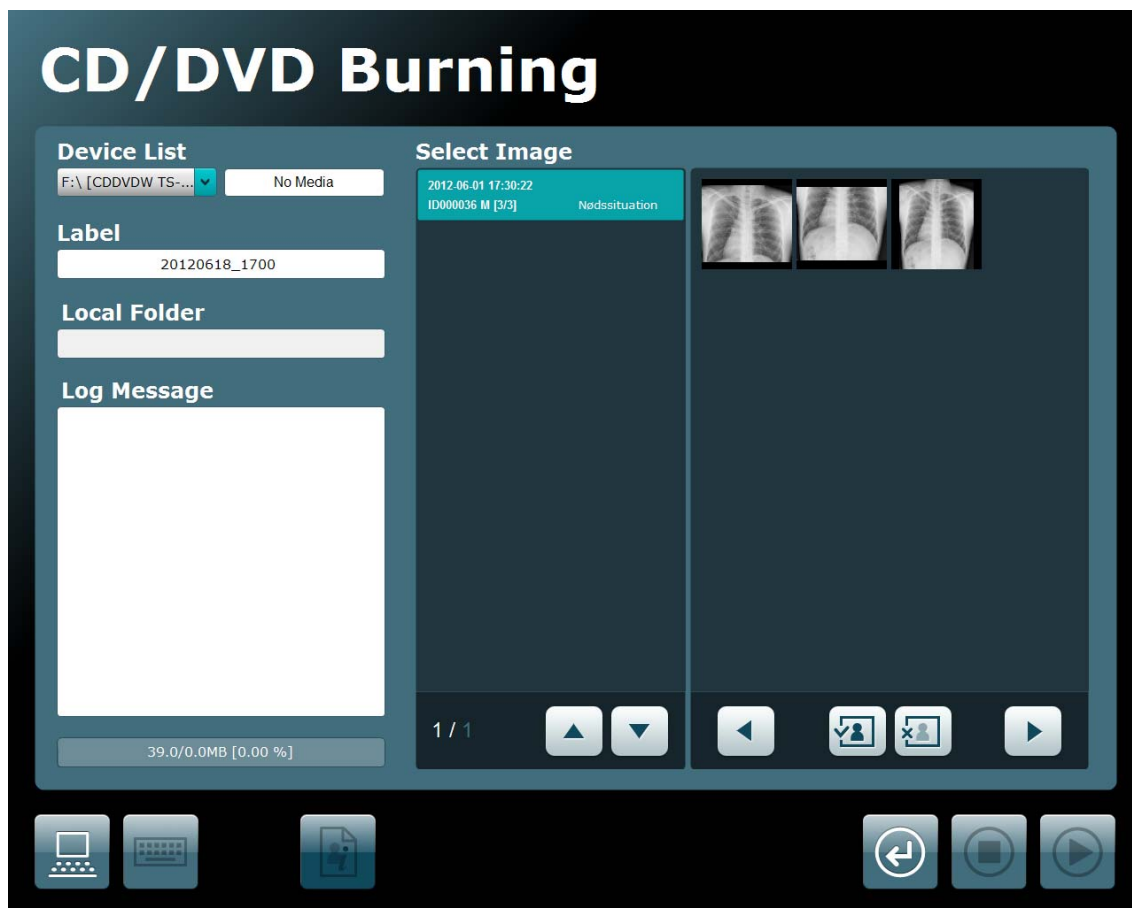 CD/DVD Burning
Device List
F:\ [CDDVDW TS-...
No Media
Label
20120618_1700
Local Folder
Log Message
39.0/0.0MB [0.00 %]
Select Image
2012-06-01 17:30:22
ID000036 M [3/3] Nødssituation
1 / 1